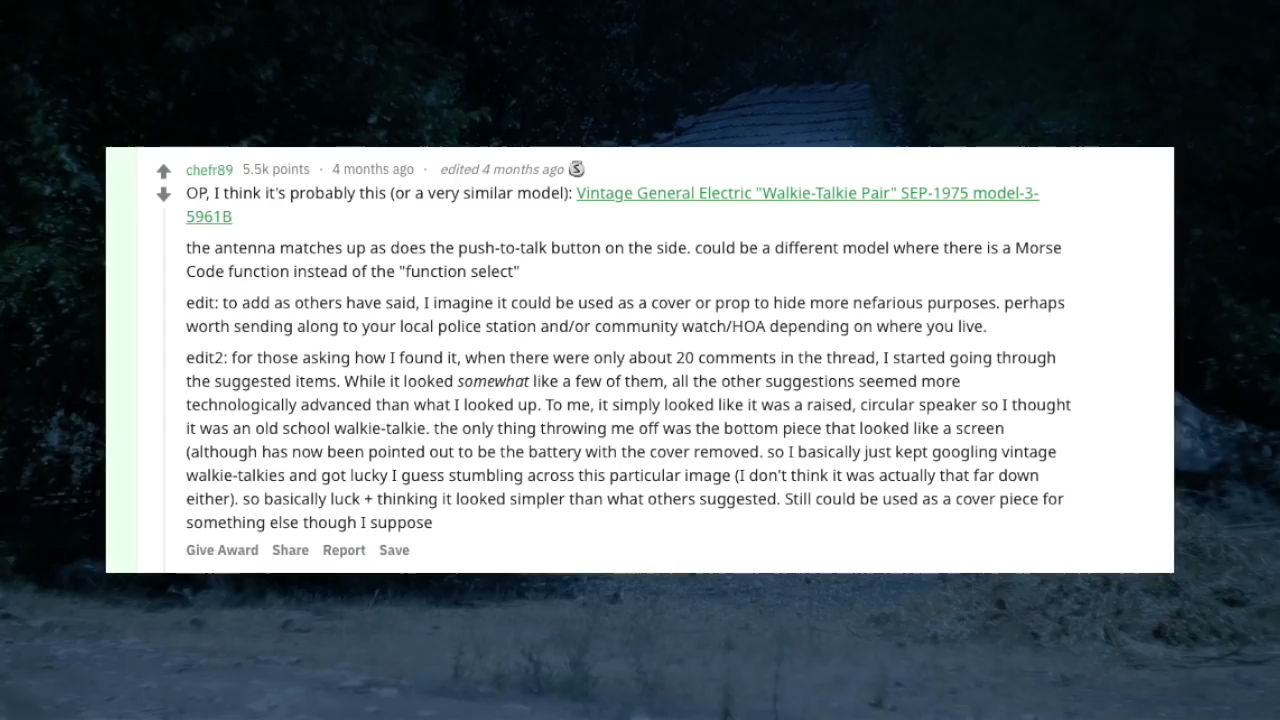 chefr89 5.5k points · 4 months ago · edited 4 months ago
OP, I think it's probably this (or a very similar model): Vintage General Electric "Walkie-Talkie Pair" SEP-1975 model-3-
5961B
the antenna matches up as does the push-to-talk button on the side. could be a different model where there is a Morse
Code function instead of the "function select"
edit: to add as others have said, I imagine it could be used as a cover or prop to hide more nefarious purposes. perhaps
worth sending along to your local police station and/or community watch/HOA depending on where you live.
edit2: for those asking how I found it, when there were only about 20 comments in the thread, I started going through
the suggested items. While it looked somewhat like a few of them, all the other suggestions seemed more
technologically advanced than what I looked up. To me, it simply looked like it was a raised, circular speaker so I thought
it was an old school walkie-talkie. the only thing throwing me off was the bottom piece that looked like a screen
(although has now been pointed out to be the battery with the cover removed. so I basically just kept googling vintage
walkie-talkies and got lucky I guess stumbling across this particular image (I don't think it was actually that far down
either). so basically luck + thinking it looked simpler than what others suggested. Still could be used as a cover piece for
something else though I suppose
Give Award Share Report Save